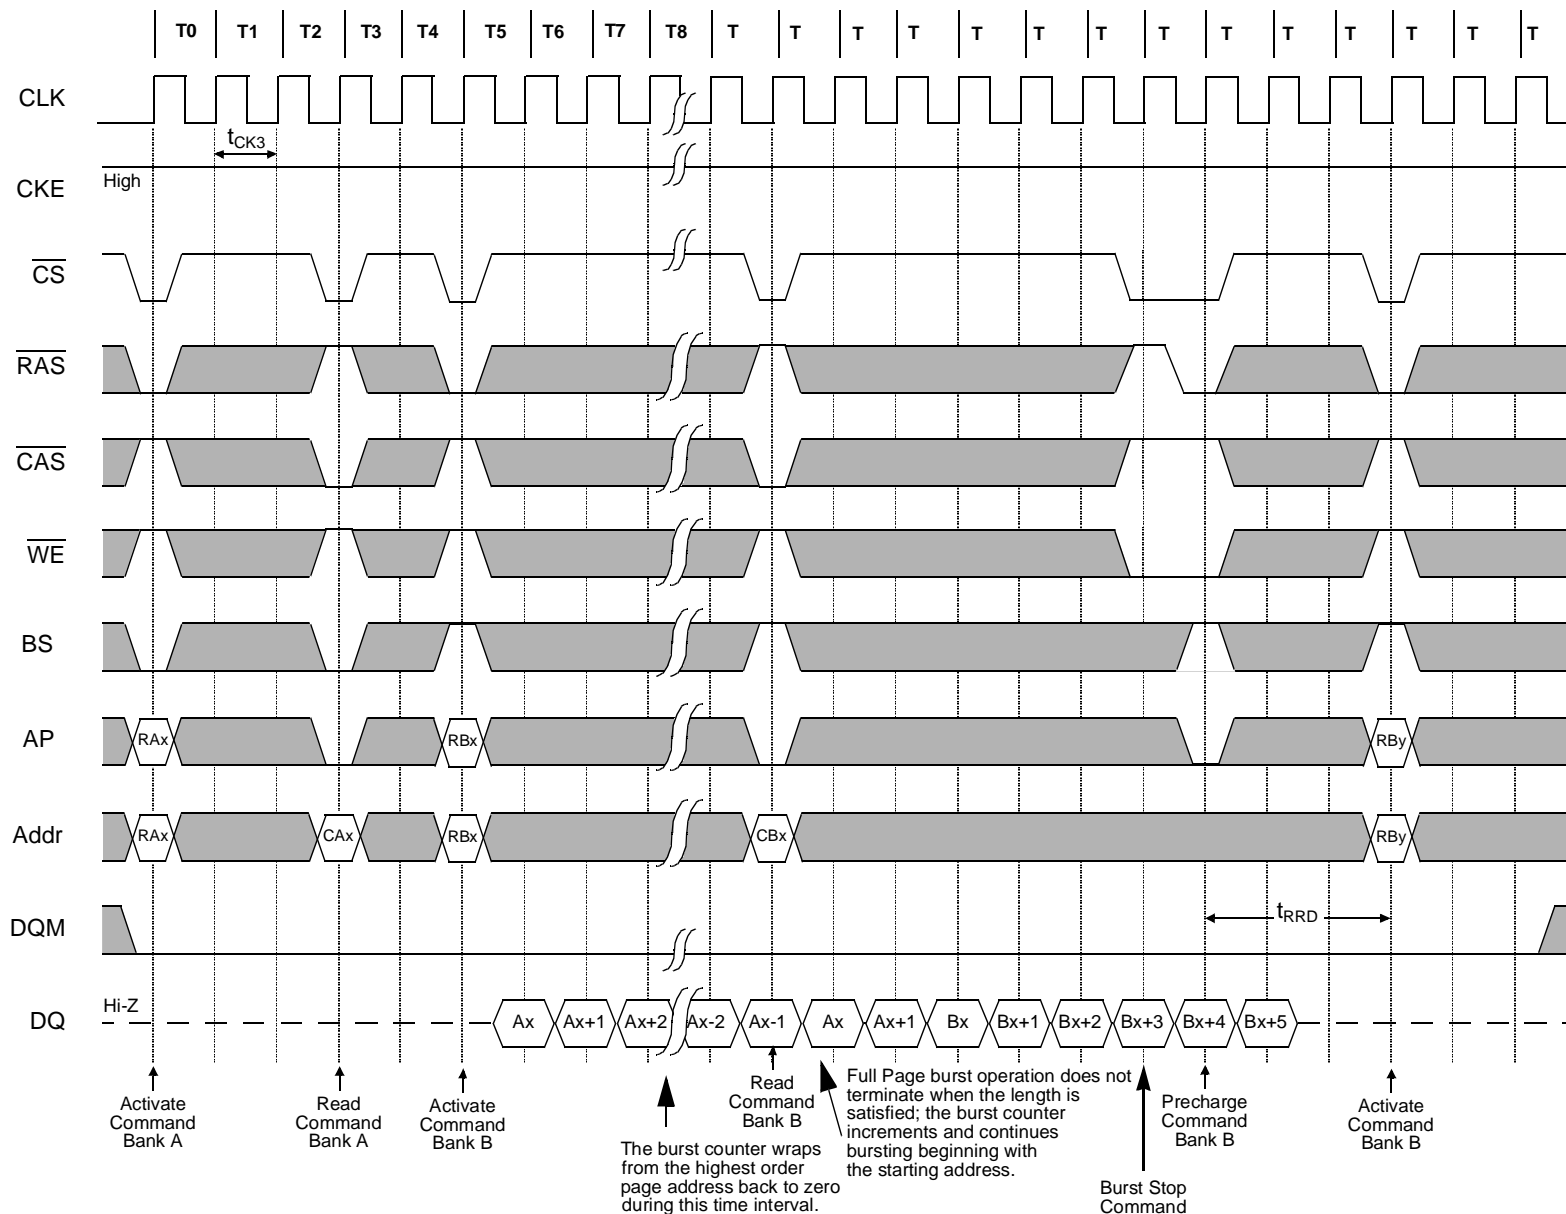 T0 T1 T2 T3 T4 T5 T6 T7 T8 T T T T T T T T T T T T T T
CLK
tCK3
CKE
High
CS
RAS
CAS
WE
BS
AP
RAx RBx RBy
Addr
RAx CAx RBx CBx RBy
DQM
tRRD
DQ
Hi-Z
Ax Ax+1 Ax+2 Ax-2 Ax-1 Ax Ax+1 Bx Bx+1 Bx+2 Bx+3 Bx+4 Bx+5
Activate
Command
Bank A
Read
Command
Bank A
Activate
Command
Bank B
The burst counter wraps
from the highest order
page address back to zero
during this time interval.
Read
Command
Bank B
Full Page burst operation does not
terminate when the length is
satisfied; the burst counter
increments and continues
bursting beginning with
the starting address.
Burst Stop
Command
Precharge
Command
Bank B
Activate
Command
Bank B